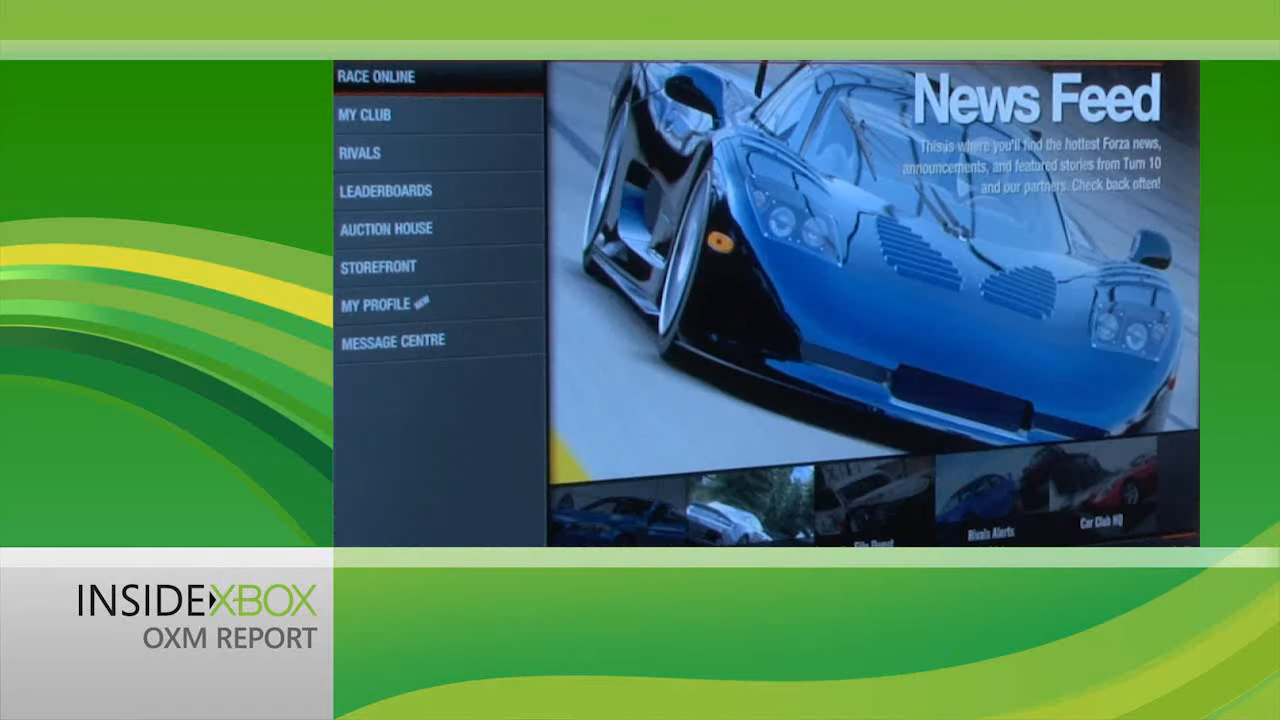 RACE ONLINE
MY CLUB
RIVALS
LEADERBOARDS
AUCTION HOUSE
STOREFRONT
MY PROFILE NEW
MESSAGE CENTRE
News Feed
This is where you'll find the hottest Forza news,
announcements, and featured stories from Turn 10
and our partners. Check back often!
Rivals Alerts
Car Club HQ
INSIDEXBOX
OXM REPORT